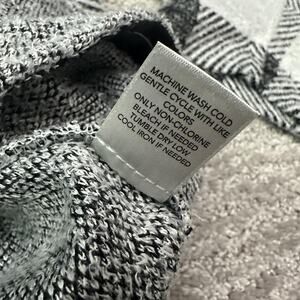 MACHINE WASH COLD
GENTLE CYCLE WITH LIKE
COLORS
ONLY NON-CHLORINE
BLEACH IF NEEDED
TUMBLE DRY LOW
COOL IRON IF NEEDED